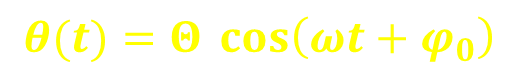 θ(t) = Θ cos(ωt + φ₀)